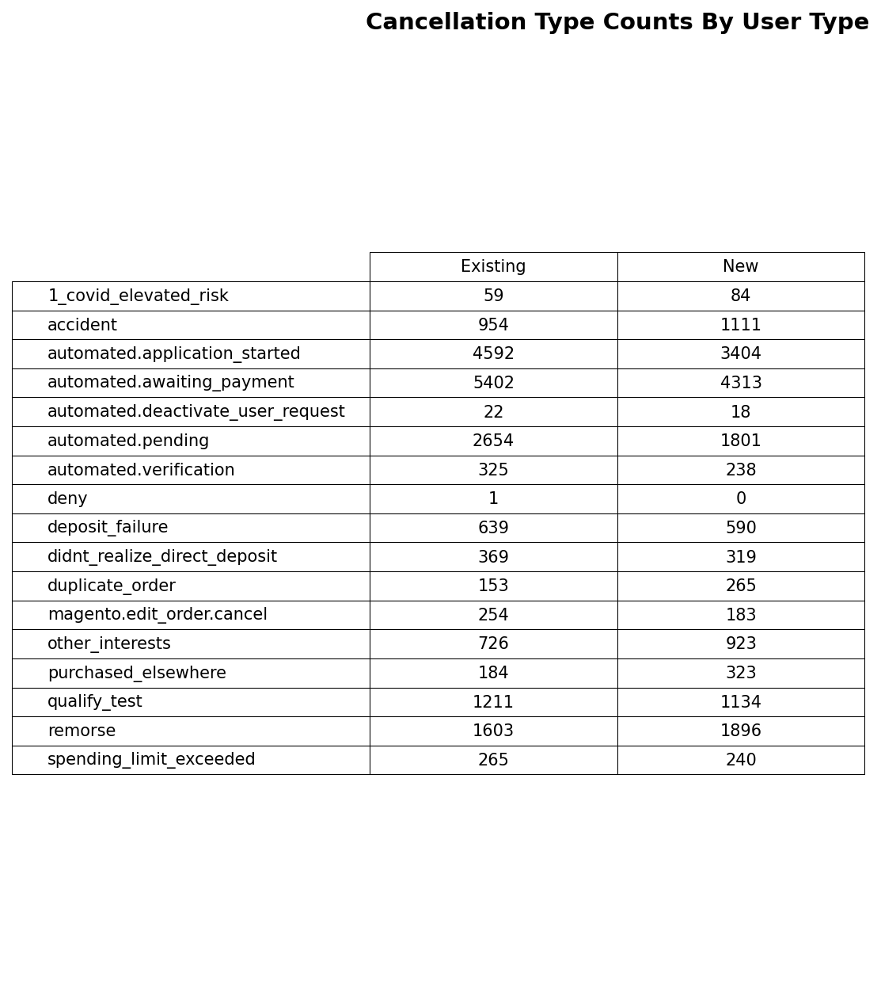 Cancellation Type Counts By User Type
Existing New
1_covid_elevated_risk 59 84
accident 954 1111
automated.application_started 4592 3404
automated.awaiting_payment 5402 4313
automated.deactivate_user_request 22 18
automated.pending 2654 1801
automated.verification 325 238
deny 1 0
deposit_failure 639 590
didnt_realize_direct_deposit 369 319
duplicate_order 153 265
magento.edit_order.cancel 254 183
other_interests 726 923
purchased_elsewhere 184 323
qualify_test 1211 1134
remorse 1603 1896
spending_limit_exceeded 265 240